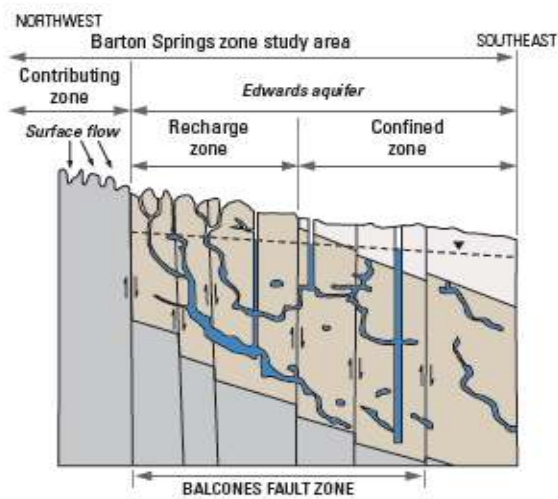 NORTHWEST
Barton Springs zone study area
SOUTHEAST
Contributing
zone
Edwards aquifer
Surface flow
Recharge
zone
Confined
zone
BALCONES FAULT ZONE